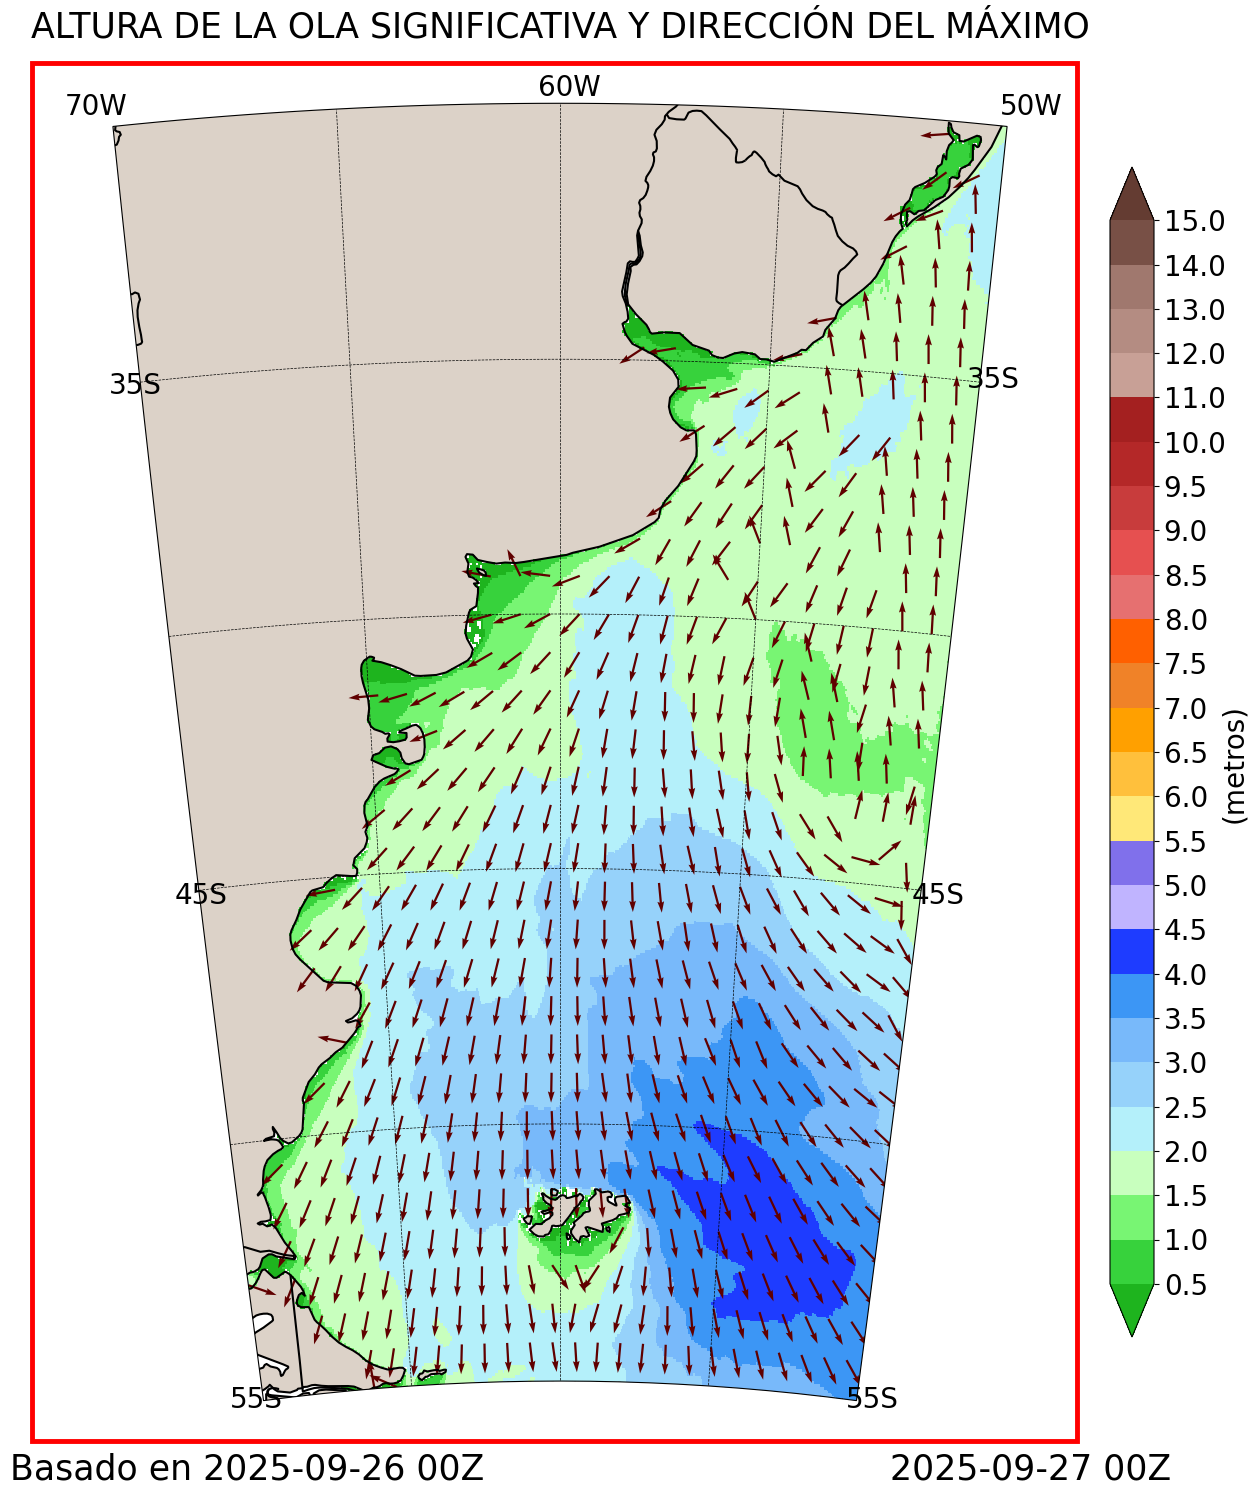 ALTURA DE LA OLA SIGNIFICATIVA Y DIRECCIÓN DEL MÁXIMO
70W
60W
50W
35S
35S
45S
45S
55S
55S
15.0
14.0
13.0
12.0
11.0
10.0
9.5
9.0
8.5
8.0
7.5
7.0
6.5
6.0
5.5
5.0
4.5
4.0
3.5
3.0
2.5
2.0
1.5
1.0
0.5
(metros)
Basado en 2025-09-26 00Z
2025-09-27 00Z